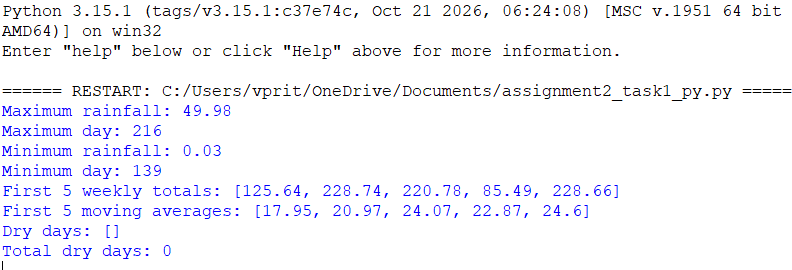 Python 3.15.1 (tags/v3.15.1:c37e74c, Oct 21 2026, 06:24:08) [MSC v.1951 64 bit
AMD64)] on win32
Enter "help" below or click "Help" above for more information.
====== RESTART: C:/Users/vprit/OneDrive/Documents/assignment2_task1_py.py =====
Maximum rainfall: 49.98
Maximum day: 216
Minimum rainfall: 0.03
Minimum day: 139
First 5 weekly totals: [125.64, 228.74, 220.78, 85.49, 228.66]
First 5 moving averages: [17.95, 20.97, 24.07, 22.87, 24.6]
Dry days: []
Total dry days: 0